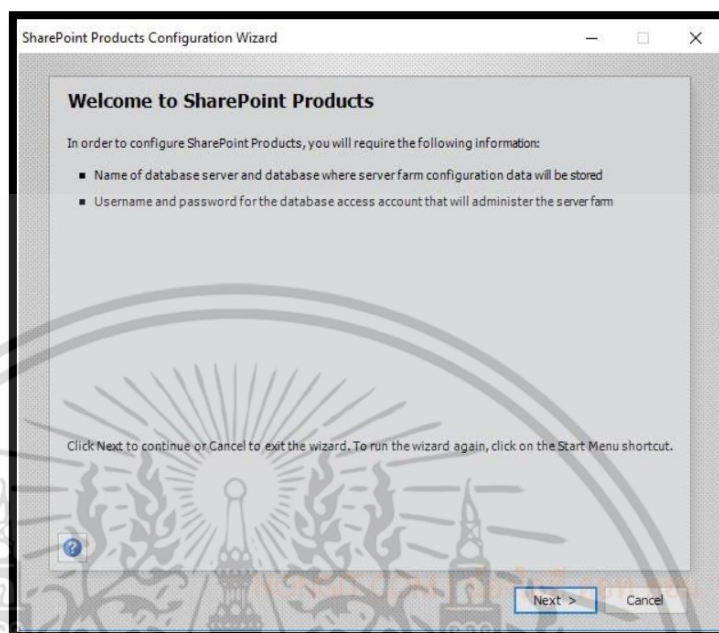 SharePoint Products Configuration Wizard
Welcome to SharePoint Products
In order to configure SharePoint Products, you will require the following information:
Name of database server and database where server farm configuration data will be stored
Username and password for the database access account that will administer the server farm
Click Next to continue or Cancel to exit the wizard. To run the wizard again, click on the Start Menu shortcut.
Next >
Cancel